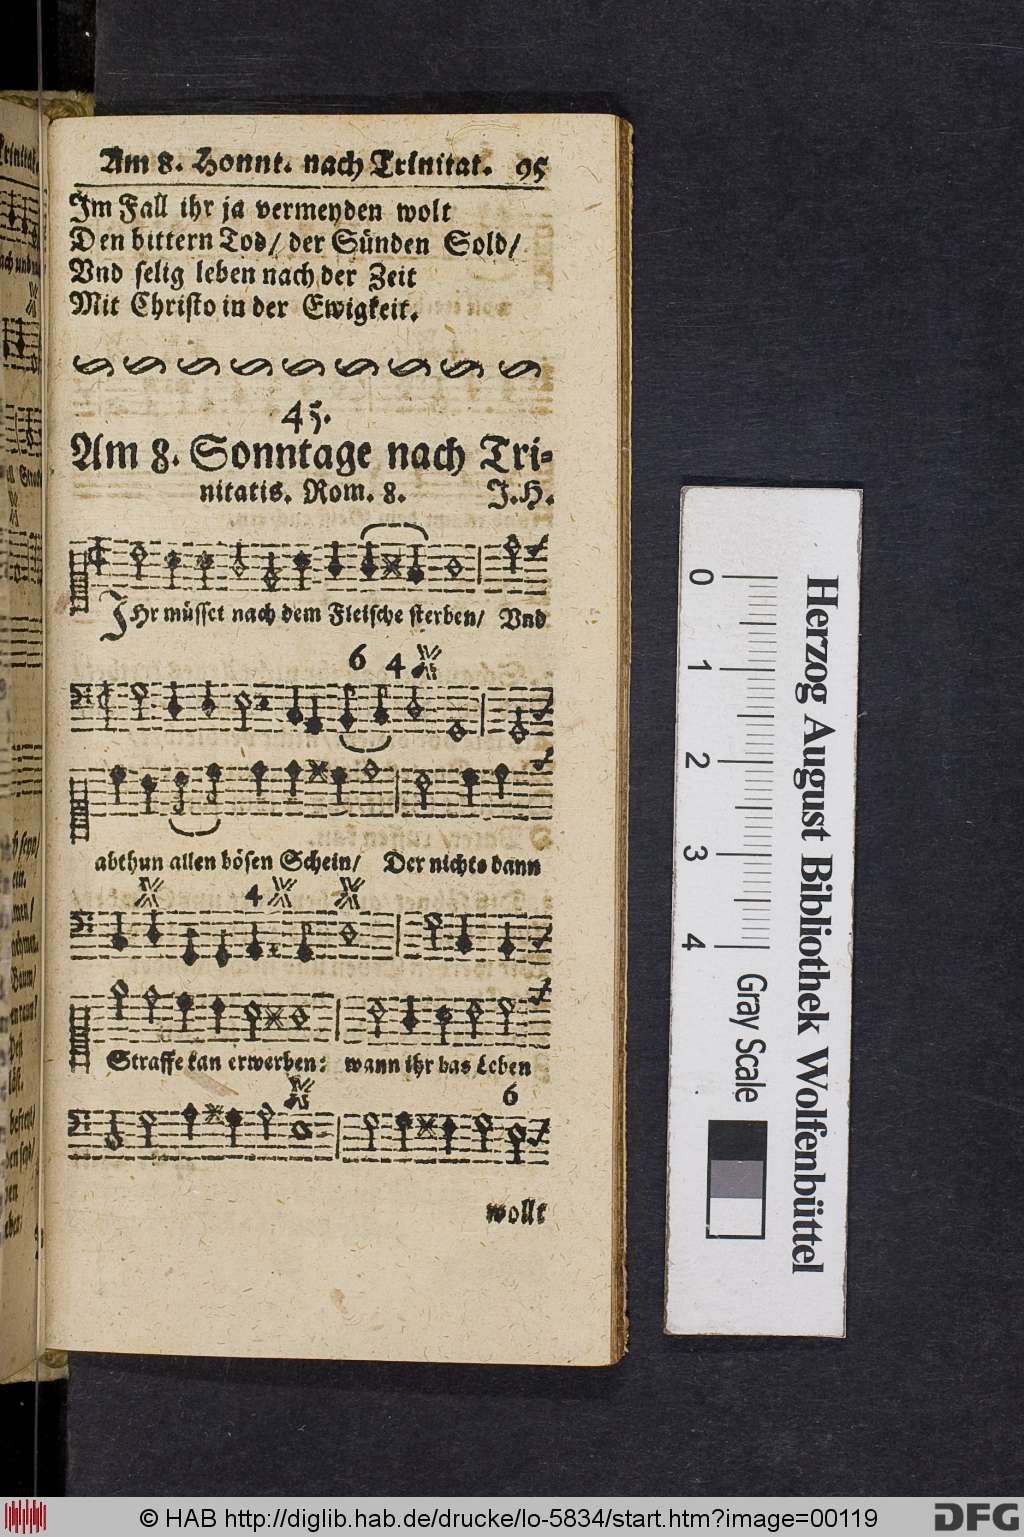 Am 8. Sonnt. nach Trinitat. 95
Im Fall ihr ja vermeyden wolt
Den bittern Tod/ der Sünden Sold/
Vnd selig leben nach der Zeit
Mit Christo in der Ewigkeit.
45.
Am 8. Sonntage nach Tri-
nitatis. Rom. 8. J. H.
IHr müsset nach dem Fleische sterben/ Vnd
6 4
abthun allen bösen Schein/ Der nichts dann
4
Straffe kan erwerben: wann ihr das Leben
6
wollt
0 1 2 3 4
Gray Scale
Herzog August Bibliothek Wolfenbüttel
© HAB http://diglib.hab.de/drucke/lo-5834/start.htm?image=00119
DFG